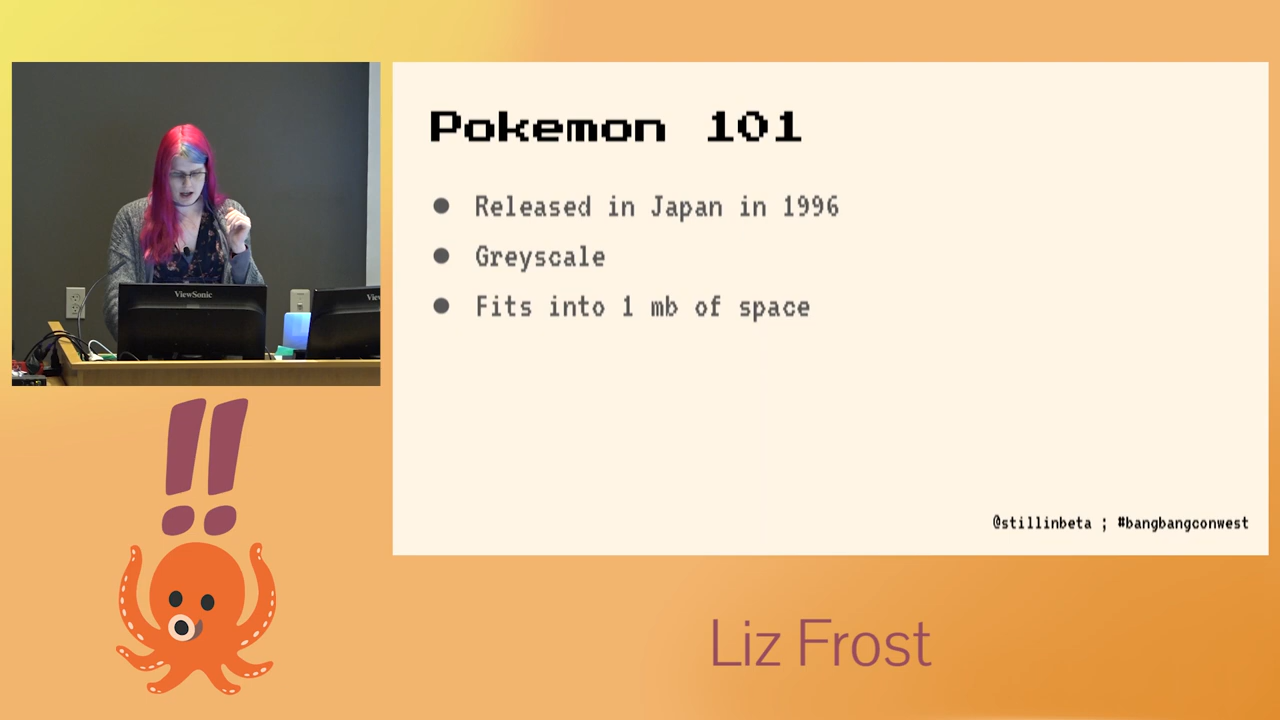 Pokemon 101
● Released in Japan in 1996
● Greyscale
● Fits into 1 mb of space
@stillinbeta ; #bangbangconwest
ViewSonic
Vie
!!
Liz Frost